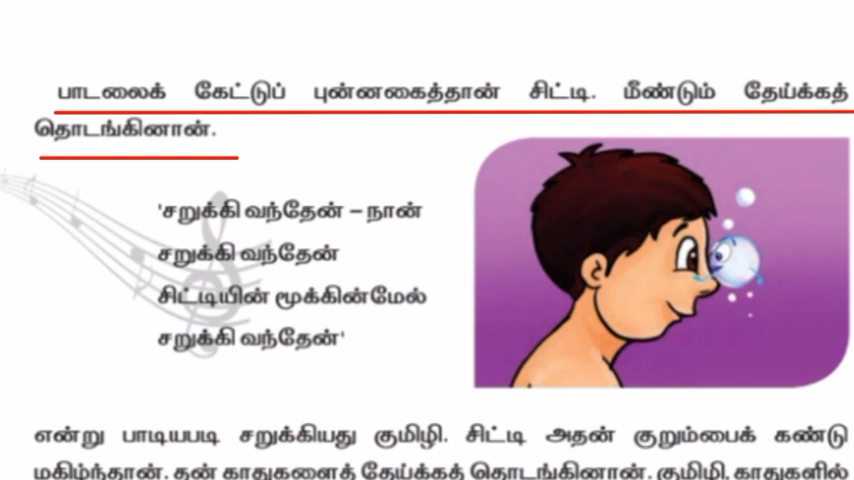 பாடலைக் கேட்டுப் புன்னகைத்தான் சிட்டி. மீண்டும் தேய்க்கத்
தொடங்கினான்.
'சறுக்கி வந்தேன் – நான்
சறுக்கி வந்தேன்
சிட்டியின் மூக்கின்மேல்
சறுக்கி வந்தேன்'
என்று பாடியபடி சறுக்கியது குமிழி. சிட்டி அதன் குறும்பைக் கண்டு
மகிழ்ந்தான். தன் காதுகளைத் தேய்க்கத் தொடங்கினான். குமிழி, காதுகளில்